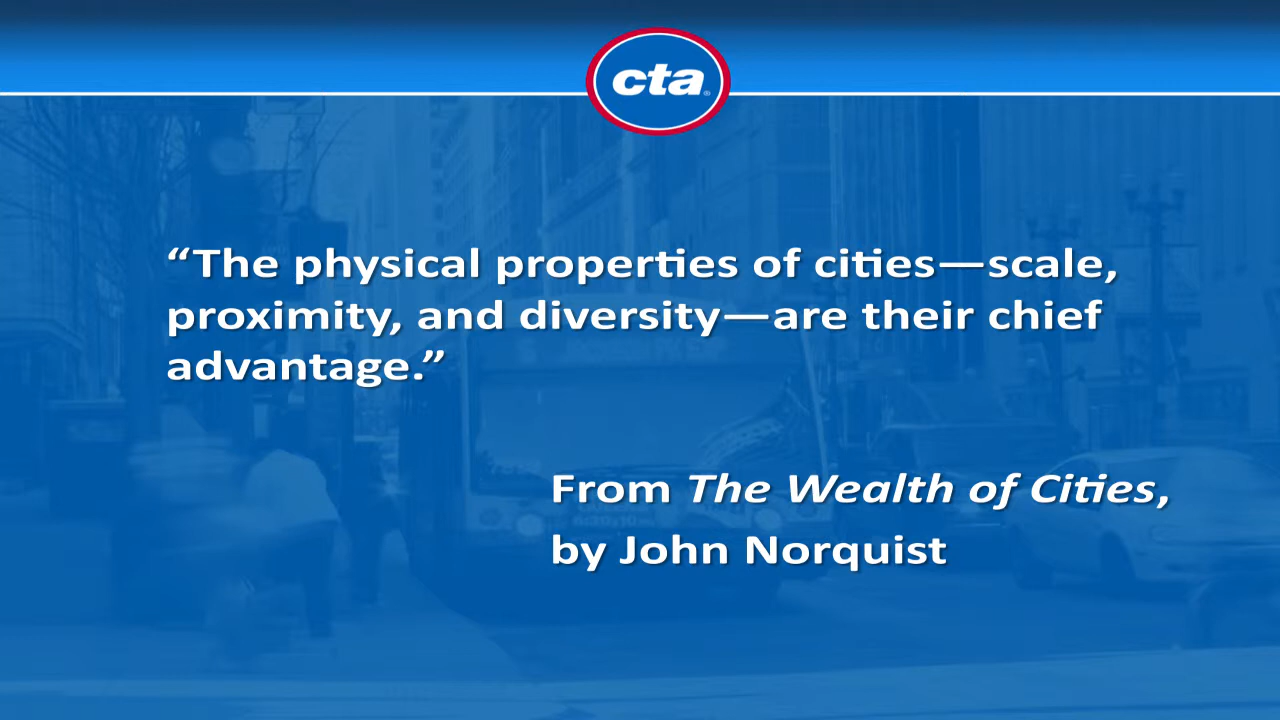 cta
“The physical properties of cities—scale,
proximity, and diversity—are their chief
advantage.”
From The Wealth of Cities,
by John Norquist